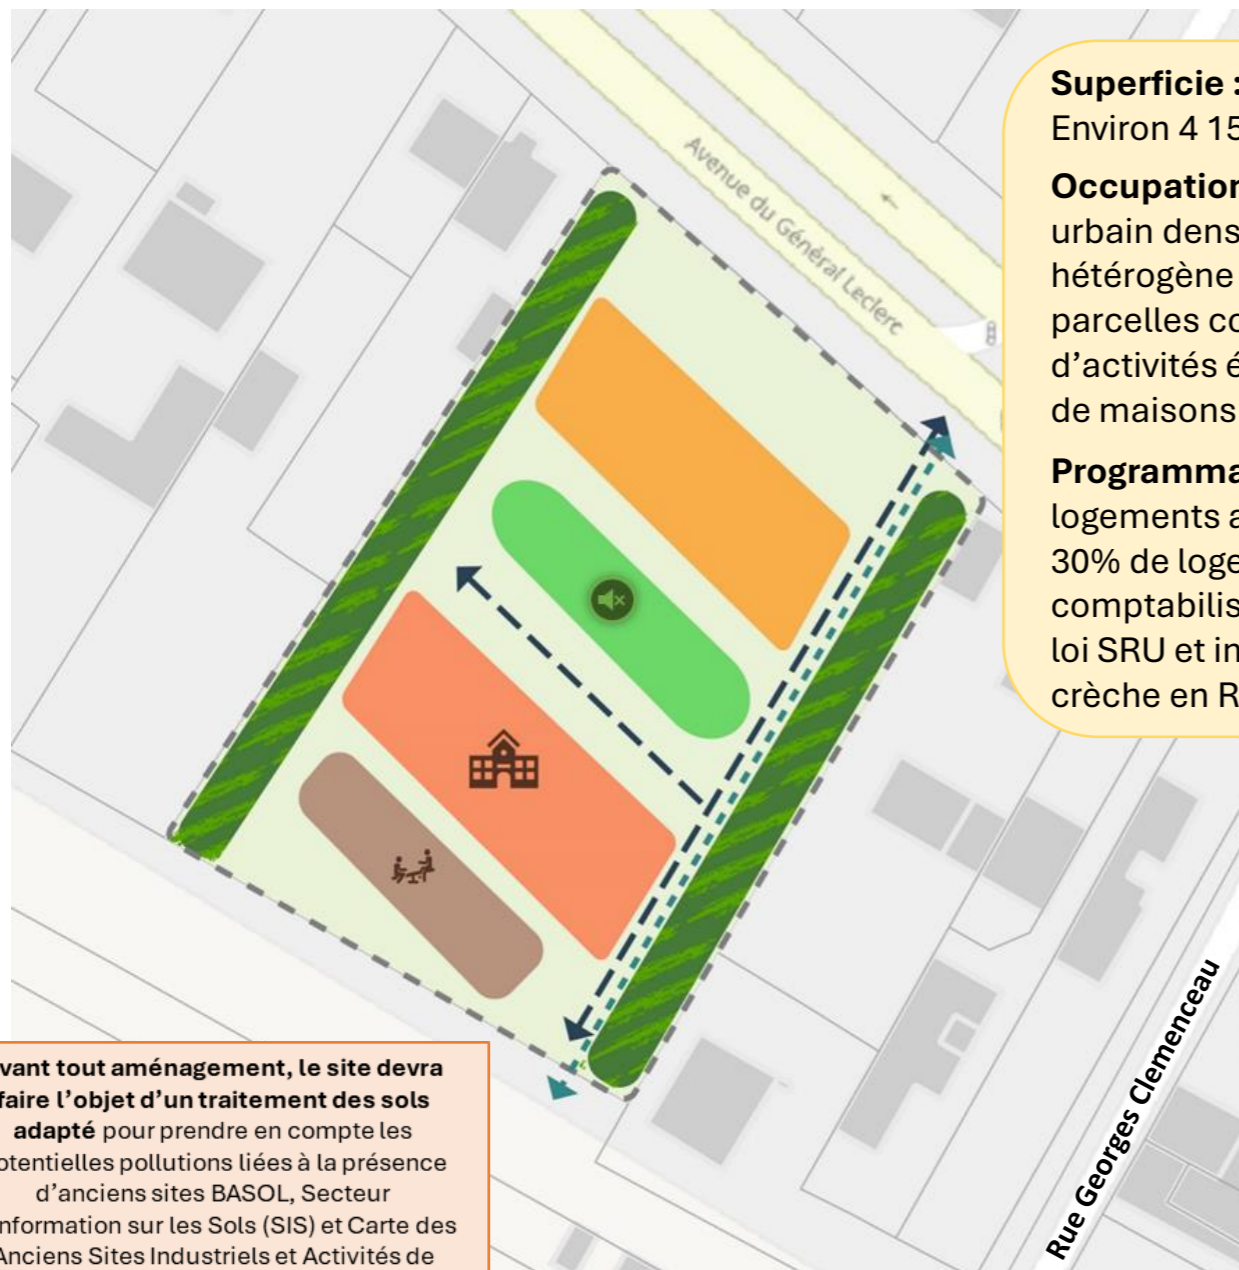 Superficie :
Environ 4 15
Occupation
urbain dens
hétérogène
parcelles co
d’activités é
de maisons
Programma
logements a
30% de loge
comptabilis
loi SRU et in
crèche en R
Avenue du Général Leclerc
Rue Georges Clemenceau
vant tout aménagement, le site devra
faire l’objet d’un traitement des sols
adapté pour prendre en compte les
otentielles pollutions liées à la présence
d’anciens sites BASOL, Secteur
nformation sur les Sols (SIS) et Carte des
Anciens Sites Industriels et Activités de